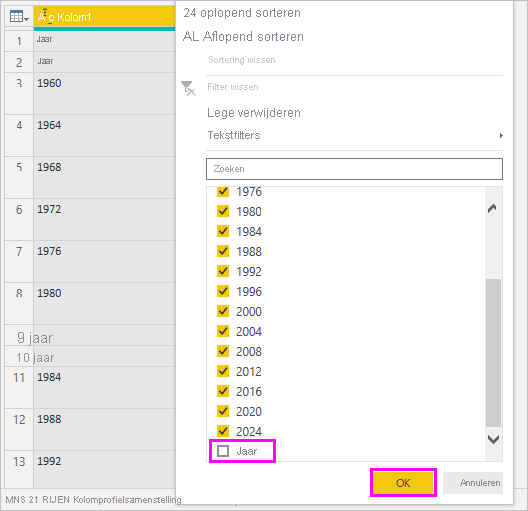 A c Kolom1
1 Jaar
2 Jaar
3 1960
4 1964
5 1968
6 1972
7 1976
8 1980
9 jaar
10 jaar
11 1984
12 1988
13 1992
MNS 21 RIJEN Kolomprofielsamenstelling
24 oplopend sorteren
AL Aflopend sorteren
Sortering wissen
Filter wissen
Lege verwijderen
Tekstfilters
Zoeken
1976
1980
1984
1988
1992
1996
2000
2004
2008
2012
2016
2020
2024
Jaar
OK
Annuleren